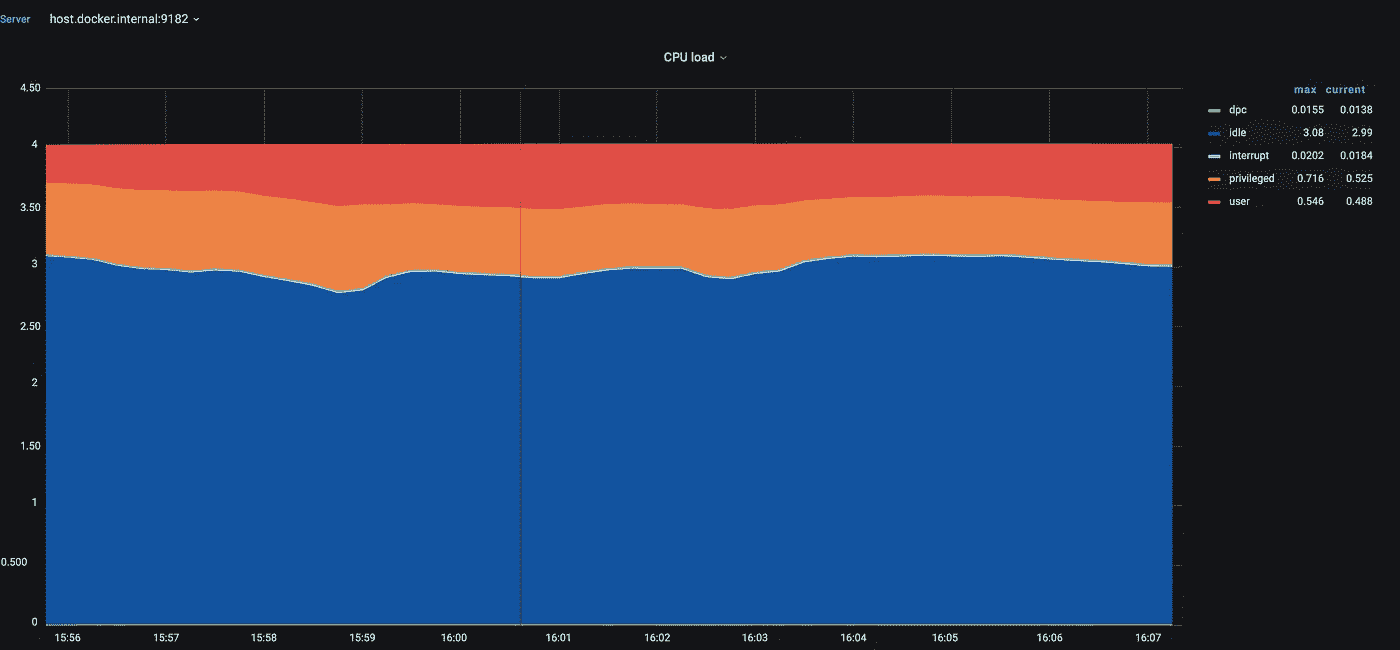 Server host.docker.internal:9182
CPU load
max current
dpc 0.0155 0.0138
idle 3.08 2.99
interrupt 0.0202 0.0184
privileged 0.716 0.525
user 0.546 0.488
4.50
4
3.50
3
2.50
2
1.50
1
0.500
0
15:56 15:57 15:58 15:59 16:00 16:01 16:02 16:03 16:04 16:05 16:06 16:07